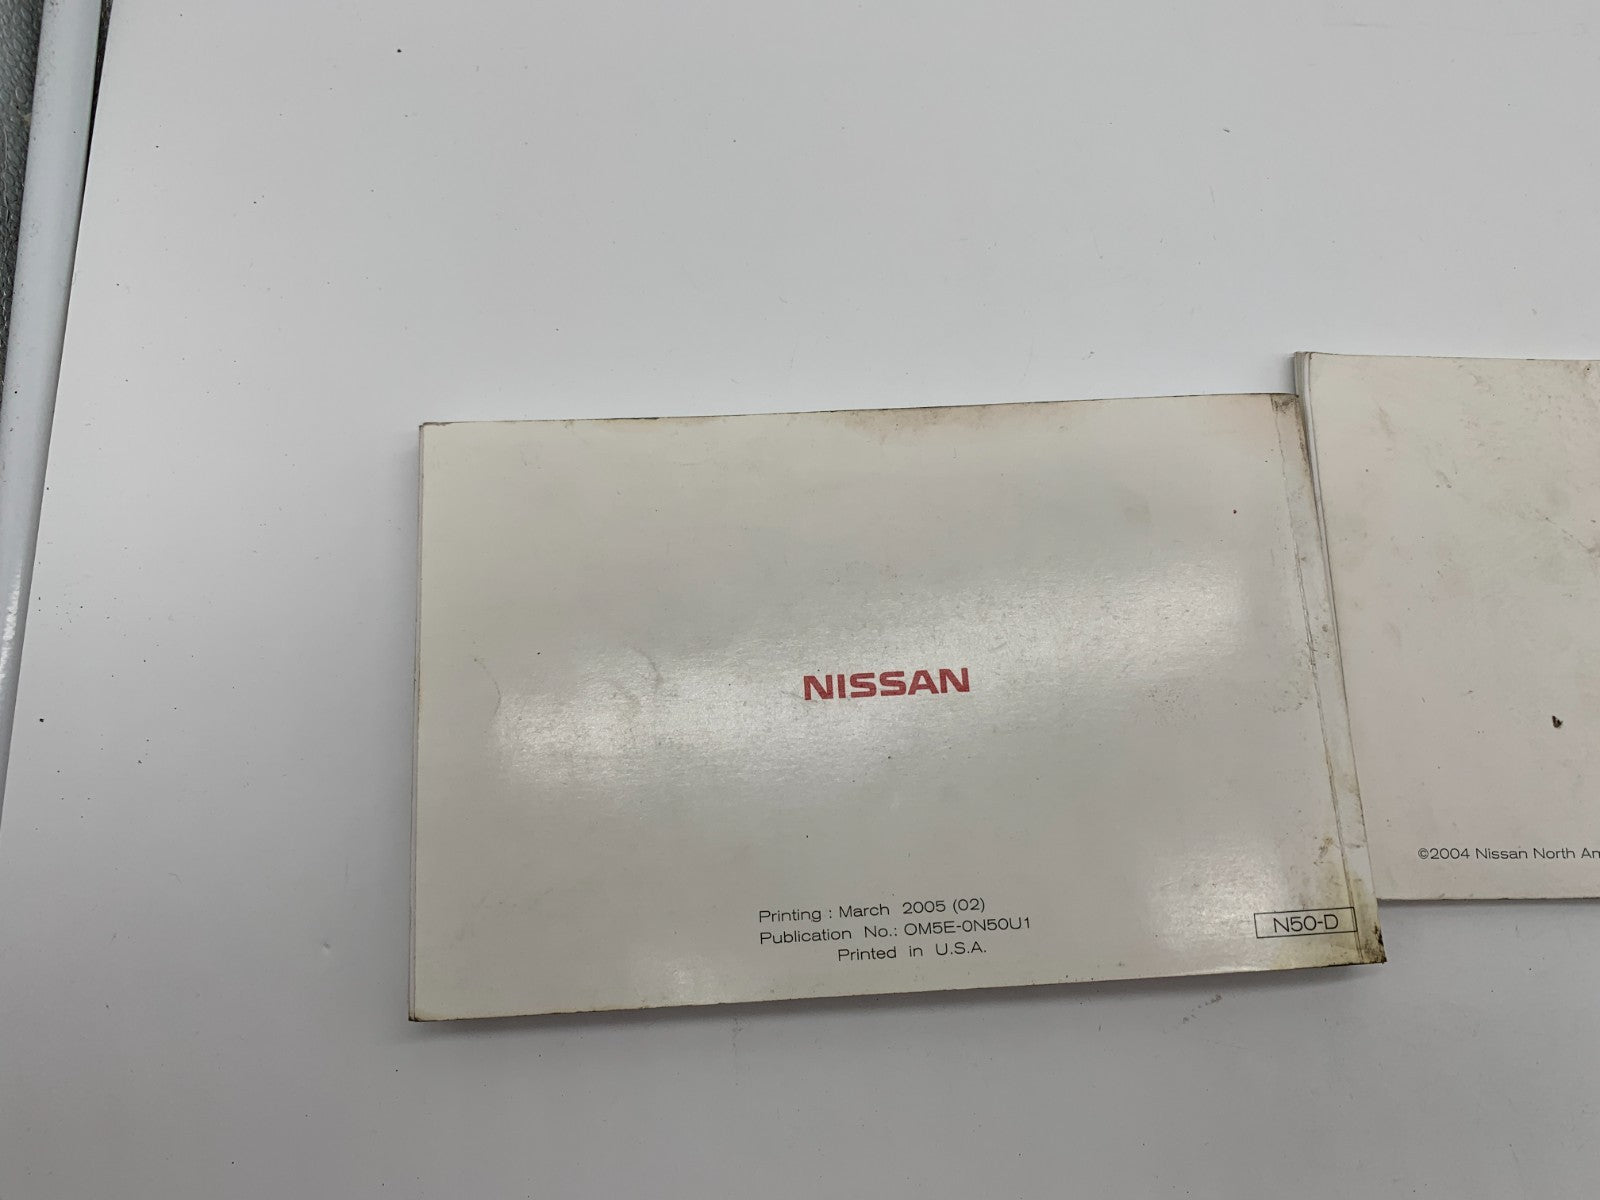 NISSAN
Printing : March 2005 (02)
Publication No.: OM5E-0N50U1
Printed in U.S.A.
N50-D
©2004 Nissan North